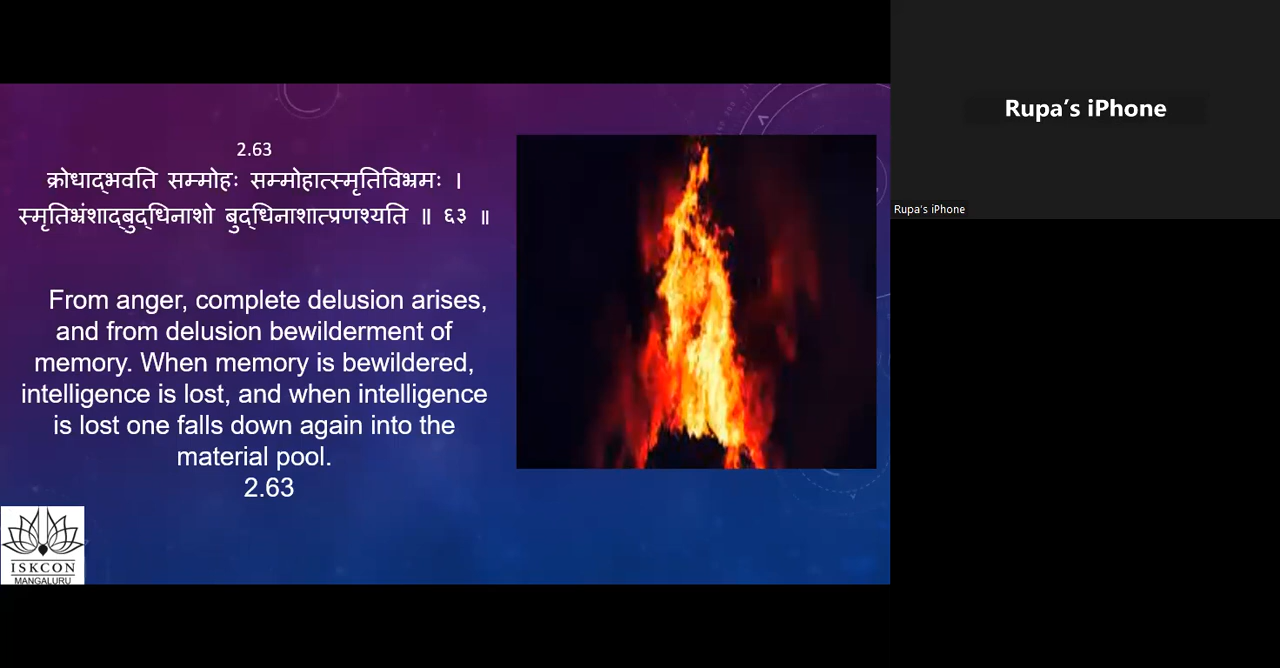 2.63
क्रोधाद्‍भवति सम्मोहः सम्मोहात्स्मृतिविभ्रमः ।
स्मृतिभ्रंशाद्‍बुद्‍धिनाशो बुद्‍धिनाशात्प्रणश्यति ॥ ६३ ॥
From anger, complete delusion arises,
and from delusion bewilderment of
memory. When memory is bewildered,
intelligence is lost, and when intelligence
is lost one falls down again into the
material pool.
2.63
ISKCON
MANGALURU
Rupa's iPhone
Rupa's iPhone